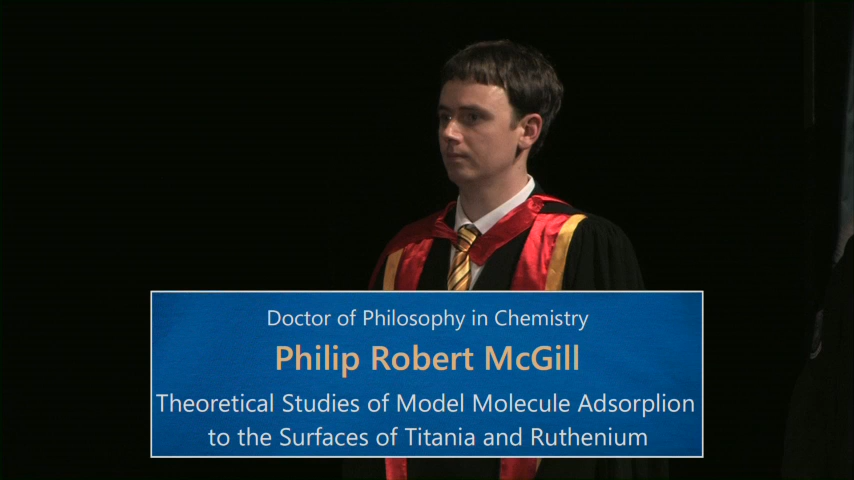 Doctor of Philosophy in Chemistry
Philip Robert McGill
Theoretical Studies of Model Molecule Adsorplion
to the Surfaces of Titania and Ruthenium